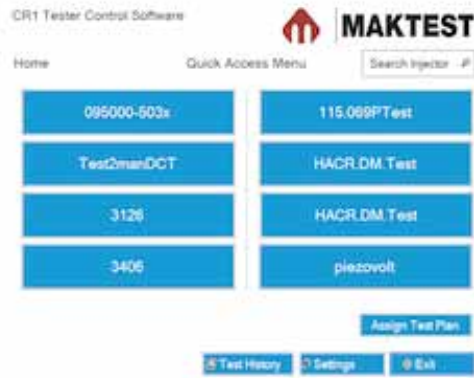 CR1 Tester Control Software
MAKTEST
Home
Quick Access Menu
Search Injector
095000-503x
115.069PTest
Test2manDCT
HACR.DM.Test
3126
HACR.DM.Test
3406
piezovolt
Assign Test Plan
Test History
Settings
Exit